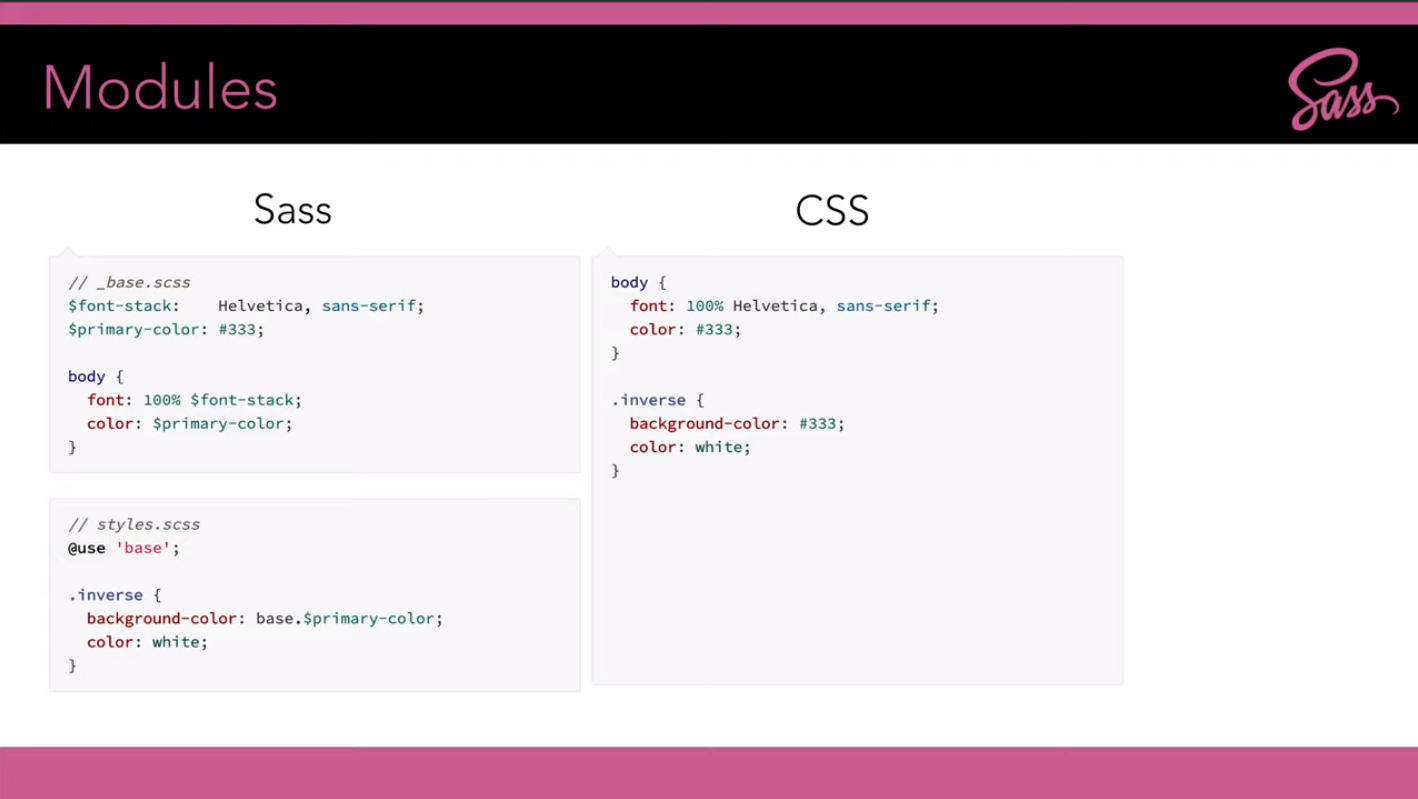 Modules
Sass
Sass
// _base.scss
$font-stack:    Helvetica, sans-serif;
$primary-color: #333;
body {
  font: 100% $font-stack;
  color: $primary-color;
}
// styles.scss
@use 'base';
.inverse {
  background-color: base.$primary-color;
  color: white;
}
CSS
body {
  font: 100% Helvetica, sans-serif;
  color: #333;
}
.inverse {
  background-color: #333;
  color: white;
}